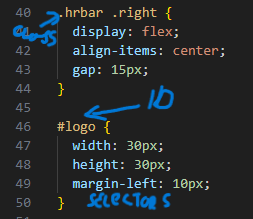 40 .hrbar .right {
41 display: flex;
class
42 align-items: center;
43 gap: 15px;
44 }
45
ID
46 #logo {
47 width: 30px;
48 height: 30px;
49 margin-left: 10px;
50 }
selectors